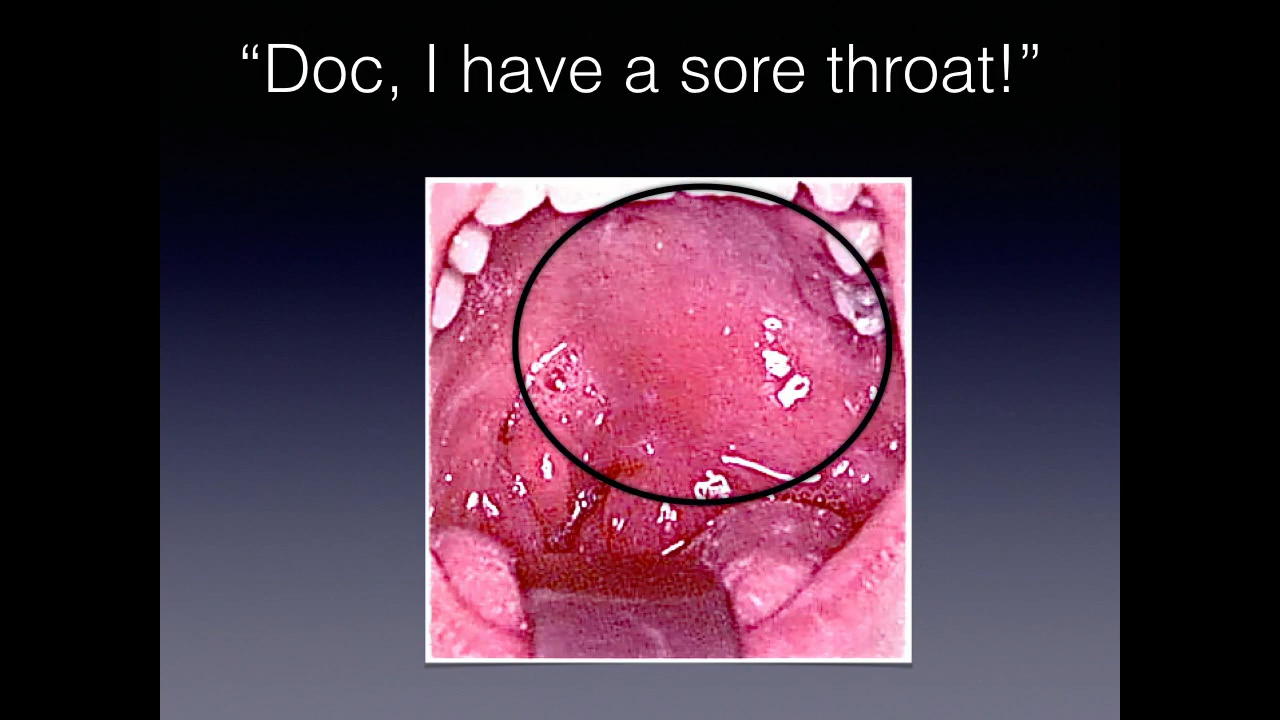 “Doc, I have a sore throat!”